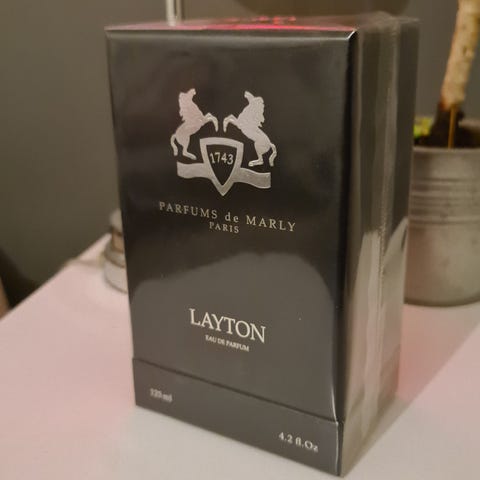 1743
PARFUMS de MARLY
PARIS
LAYTON
EAU DE PARFUM
125 ml
4.2 fl.Oz